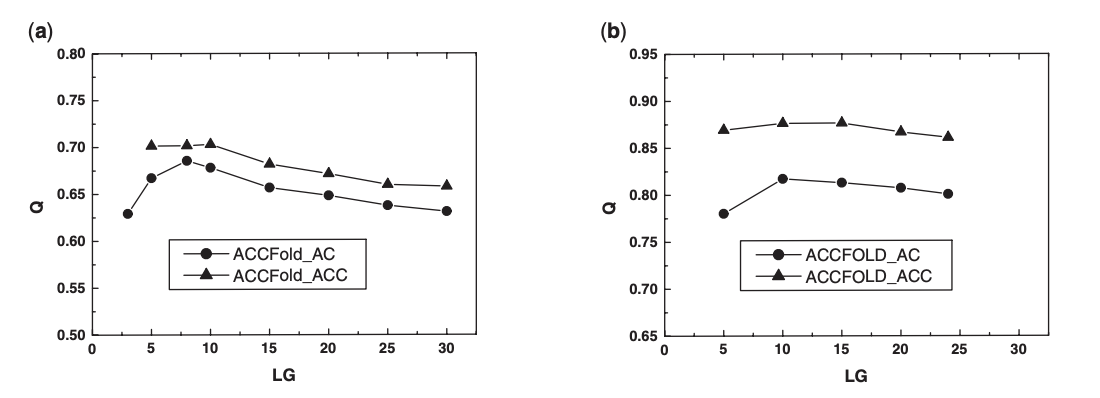 (a)
0.80
0.75
0.70
0.65
0.60
0.55
0.50
Q
ACCFold_AC
ACCFold_ACC
0 5 10 15 20 25 30
LG
(b)
0.95
0.90
0.85
0.80
0.75
0.70
0.65
Q
ACCFOLD_AC
ACCFOLD_ACC
0 5 10 15 20 25 30
LG